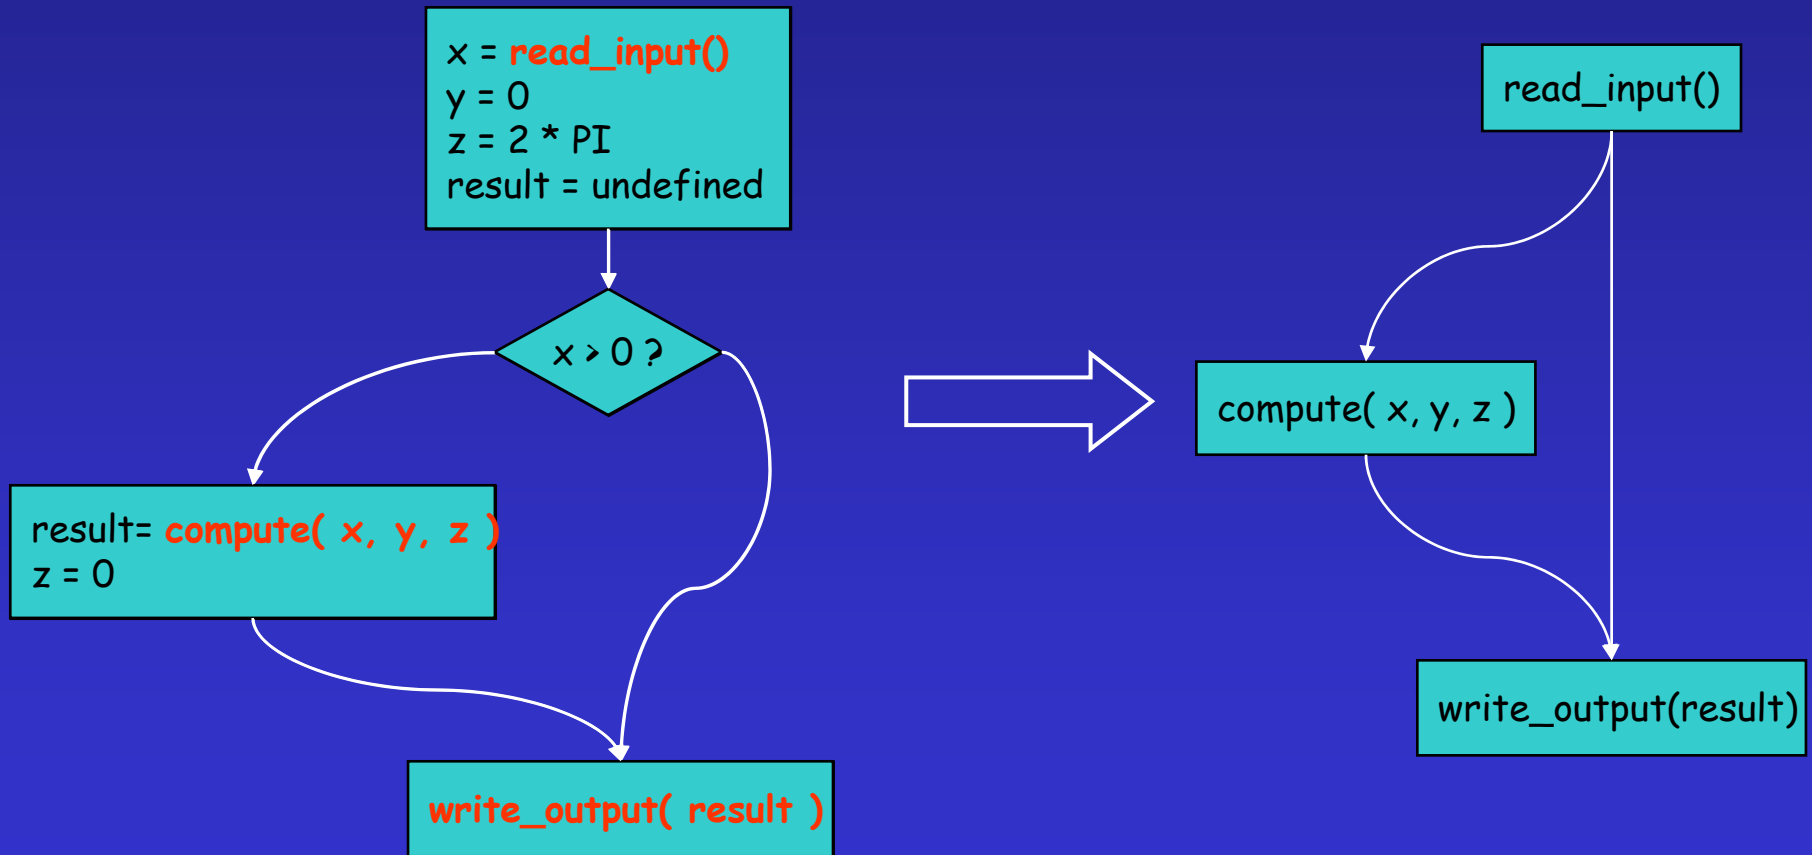 x = read_input()
y = 0
z = 2 * PI
result = undefined
x > 0 ?
result= compute( x, y, z )
z = 0
write_output( result )
read_input()
compute( x, y, z )
write_output(result)